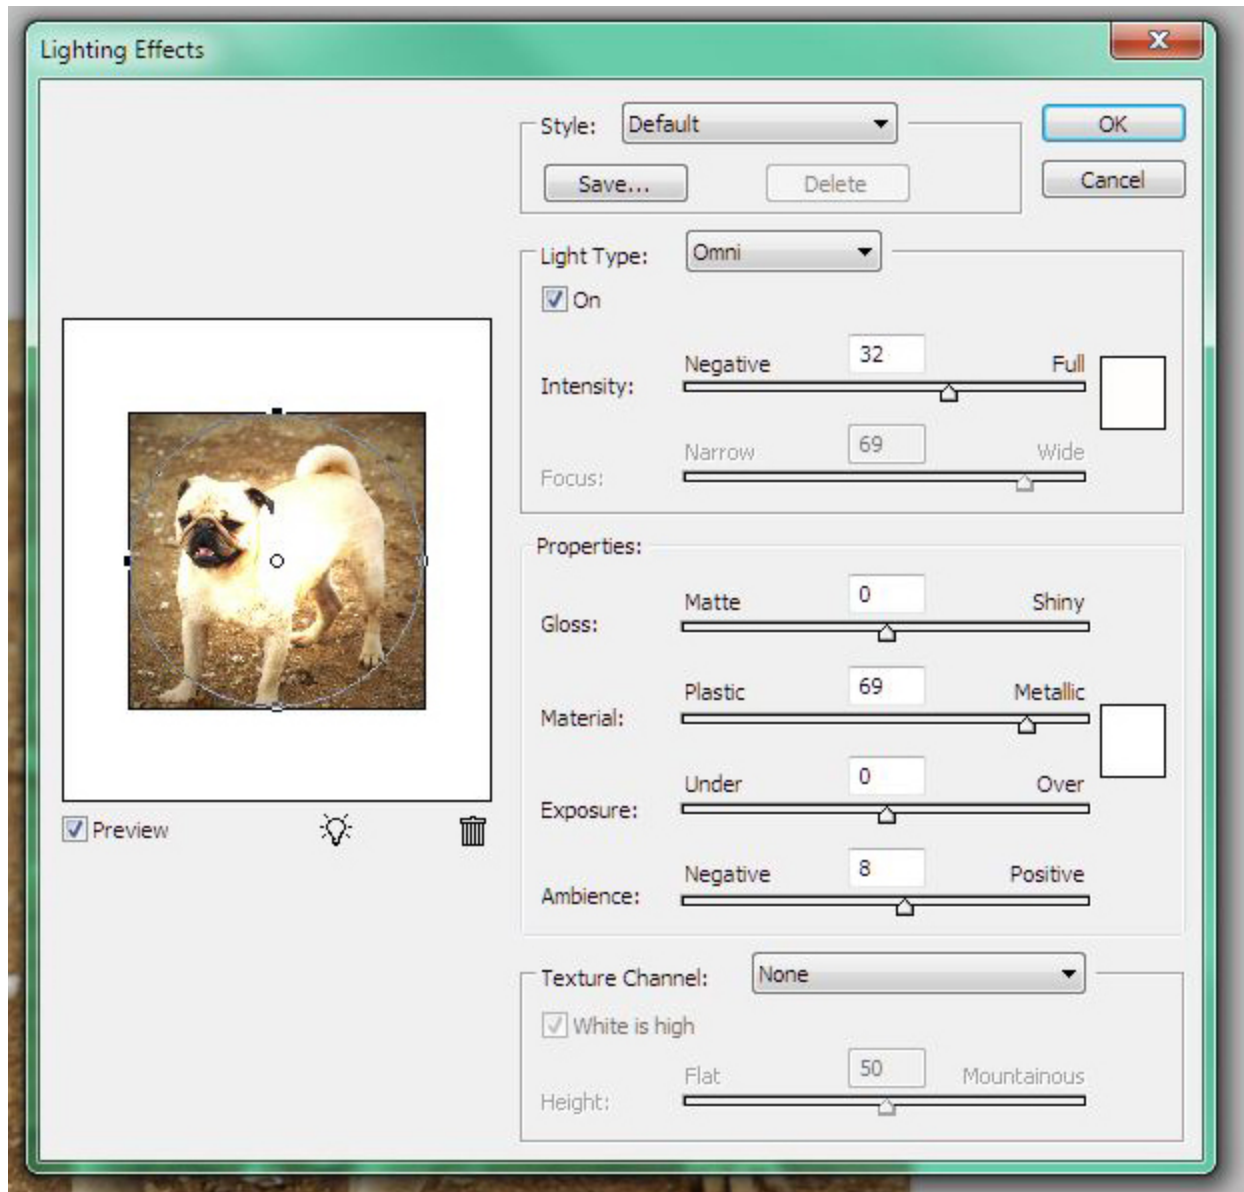 Lighting Effects
Style: Default
OK
Save... Delete
Cancel
Light Type: Omni
On
Negative 32 Full
Intensity:
Narrow 69 Wide
Focus:
Properties:
Matte 0 Shiny
Gloss:
Plastic 69 Metallic
Material:
Under 0 Over
Exposure:
Negative 8 Positive
Ambience:
Preview
Texture Channel: None
White is high
Flat 50 Mountainous
Height: